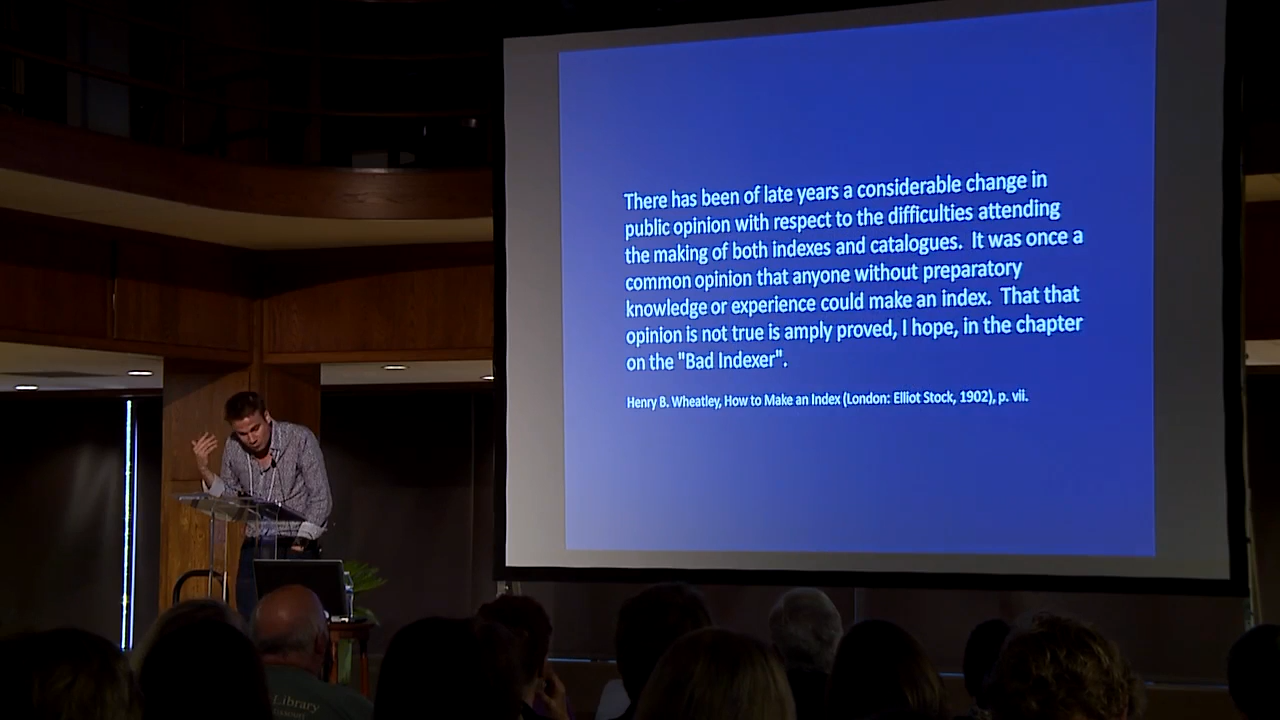 There has been of late years a considerable change in
public opinion with respect to the difficulties attending
the making of both indexes and catalogues.  It was once a
common opinion that anyone without preparatory
knowledge or experience could make an index.  That that
opinion is not true is amply proved, I hope, in the chapter
on the "Bad Indexer".
Henry B. Wheatley, How to Make an Index (London: Elliot Stock, 1902), p. vii.
Library